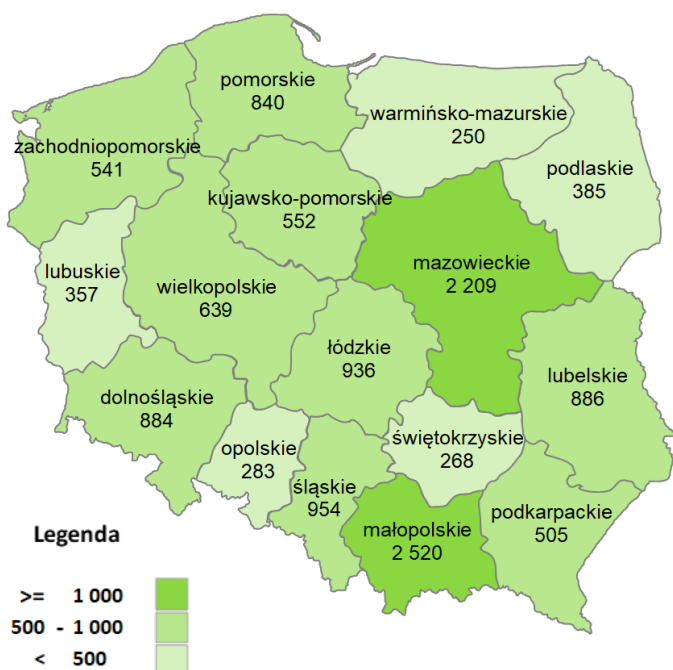 pomorskie
840
warmińsko-mazurskie
250
zachodniopomorskie
541
podlaskie
385
kujawsko-pomorskie
552
mazowieckie
2 209
lubuskie
357
wielkopolskie
639
łódzkie
936
lubelskie
886
dolnośląskie
884
opolskie
283
świętokrzyskie
268
śląskie
954
małopolskie
2 520
podkarpackie
505
Legenda
>= 1 000
500 - 1 000
< 500